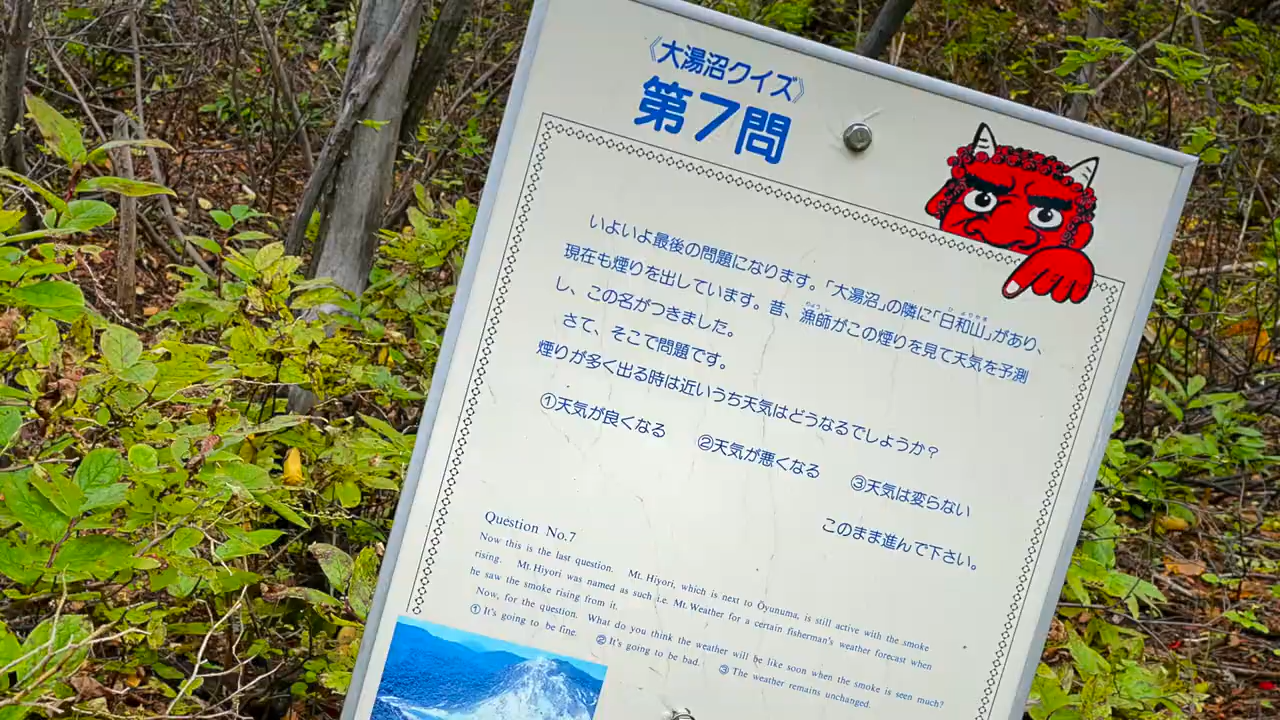 《大湯沼クイズ》
第7問
いよいよ最後の問題になります。「大湯沼」の隣に「日和山」があり、
現在も煙りを出しています。昔、漁師がこの煙りを見て天気を予測
し、この名がつきました。
さて、そこで問題です。
煙りが多く出る時は近いうち天気はどうなるでしょうか？
①天気が良くなる ②天気が悪くなる ③天気は変らない
このまま進んで下さい。
Question No.7
Now this is the last question. Mt. Hiyori, which is next to Ōyunuma, is still active with the smoke
rising. Mt. Hiyori was named as such i.e. Mt. Weather for a certain fisherman's weather forecast when
he saw the smoke rising from it.
Now, for the question. What do you think the weather will be like soon when the smoke is seen much?
① It's going to be fine. ② It's going to be bad. ③ The weather remains unchanged.